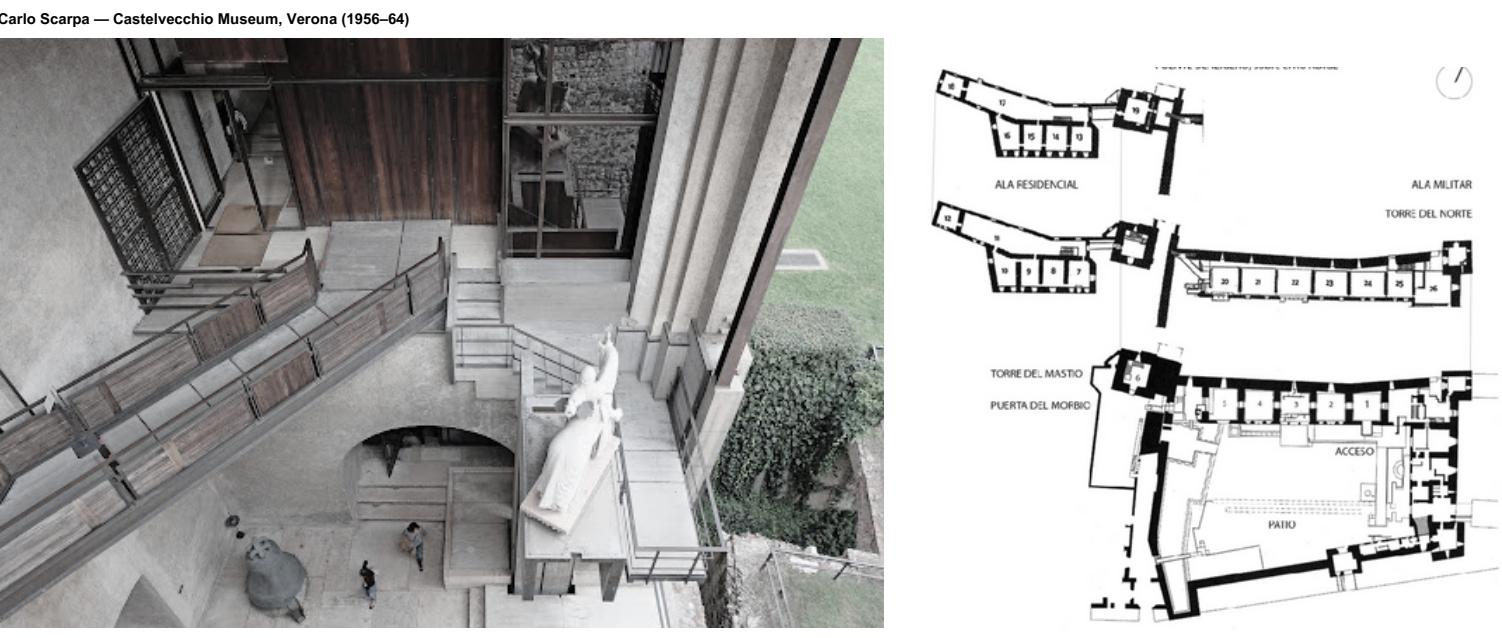 Carlo Scarpa — Castelvecchio Museum, Verona (1956–64)
18
17
19
16 15 14 13
ALA RESIDENCIAL
ALA MILITAR
TORRE DEL NORTE
12
11
10 9 8 7
20 21 22 23 24 25 26
TORRE DEL MASTIO
6
PUERTA DEL MORBIO
5 4 3 2 1
ACCESO
PATIO